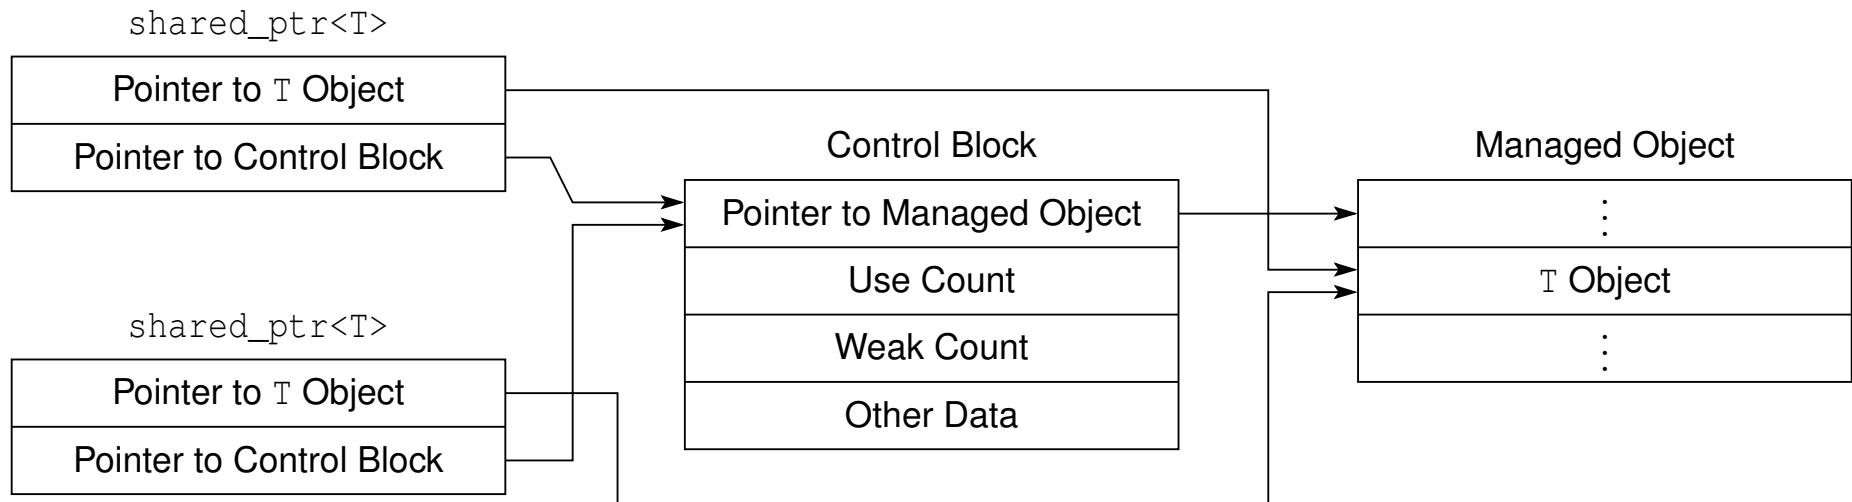 shared_ptr<T>
Pointer to T Object
Pointer to Control Block
Control Block
Pointer to Managed Object
Use Count
Weak Count
Other Data
Managed Object
⋮
T Object
⋮
shared_ptr<T>
Pointer to T Object
Pointer to Control Block